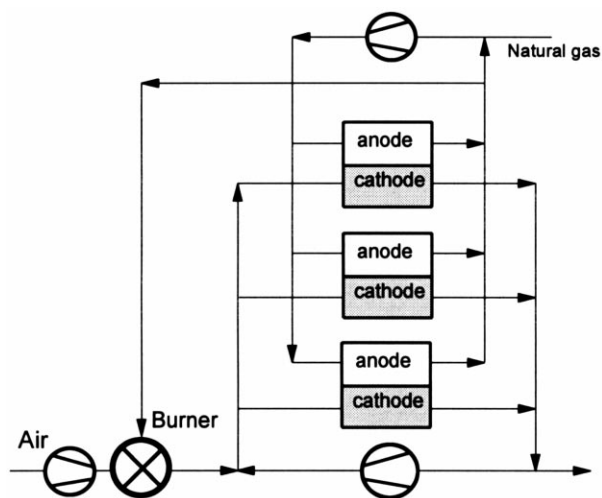 Natural gas
anode
cathode
anode
cathode
anode
cathode
Burner
Air